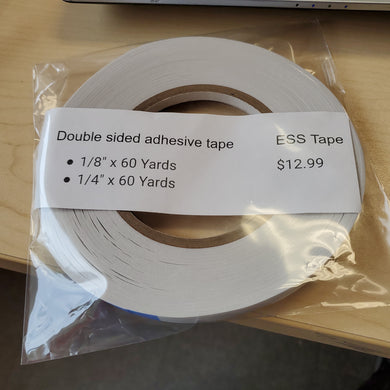 Double sided adhesive tape
ESS Tape
• 1/8" x 60 Yards
$12.99
• 1/4" x 60 Yards